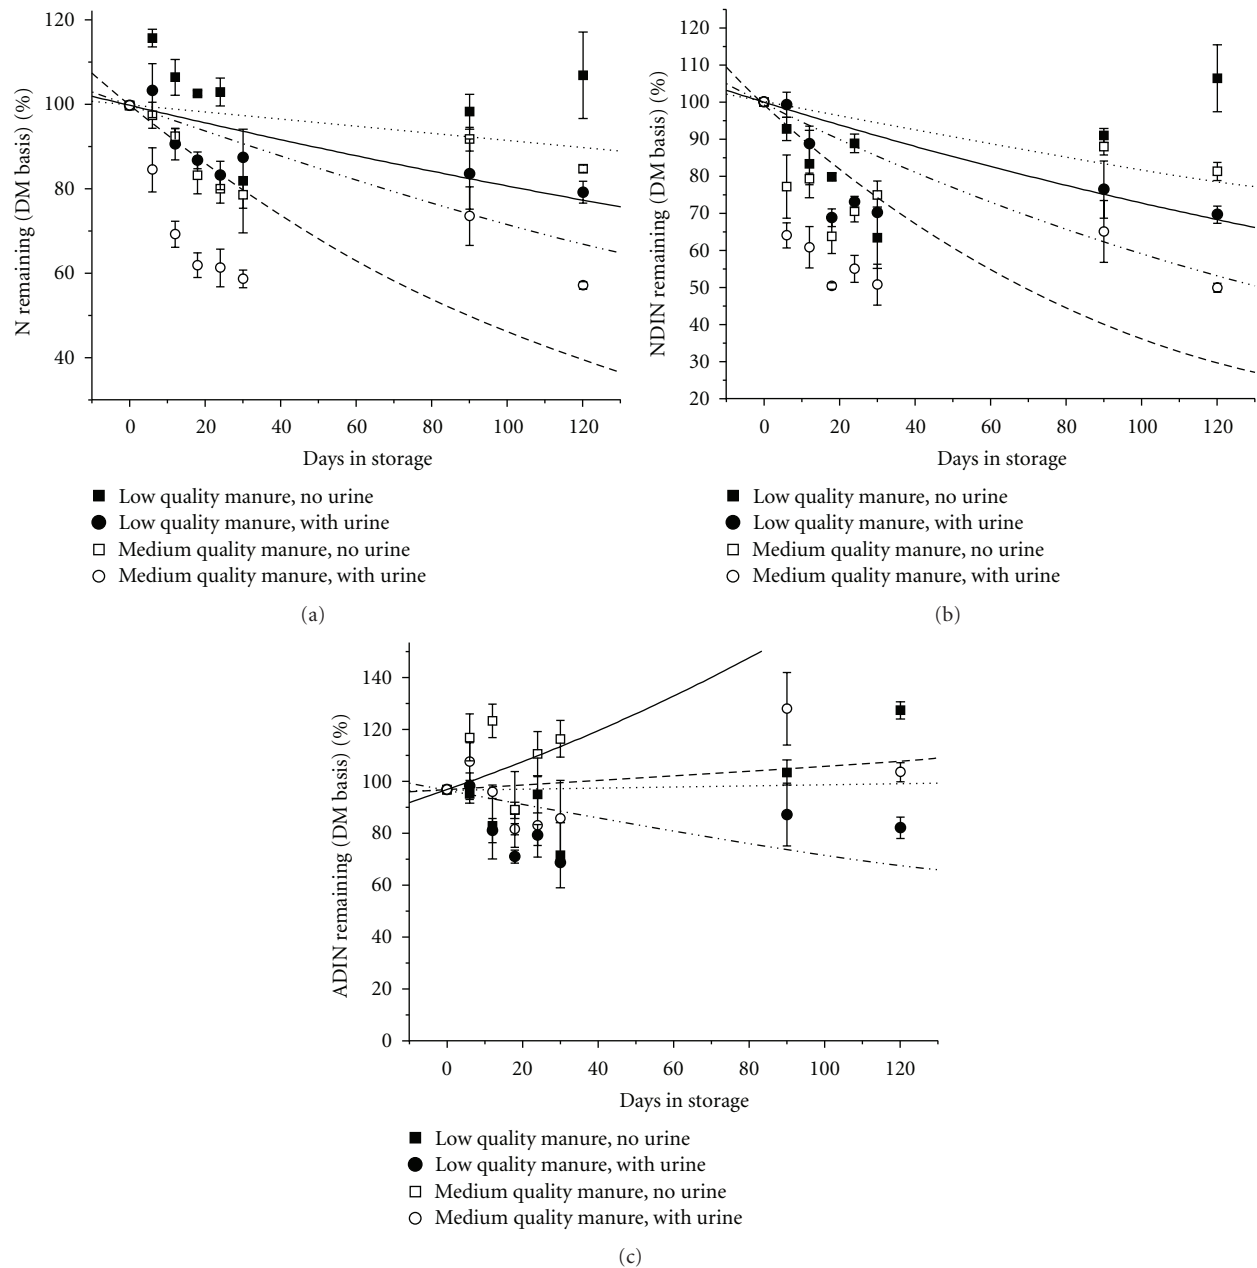 120
100
80
60
40
N remaining (DM basis) (%)
0 20 40 60 80 100 120
Days in storage
Low quality manure, no urine
Low quality manure, with urine
Medium quality manure, no urine
Medium quality manure, with urine
(a)
120
110
100
90
80
70
60
50
40
30
20
NDIN remaining (DM basis) (%)
0 20 40 60 80 100 120
Days in storage
Low quality manure, no urine
Low quality manure, with urine
Medium quality manure, no urine
Medium quality manure, with urine
(b)
140
120
100
80
60
40
20
0
ADIN remaining (DM basis) (%)
0 20 40 60 80 100 120
Days in storage
Low quality manure, no urine
Low quality manure, with urine
Medium quality manure, no urine
Medium quality manure, with urine
(c)